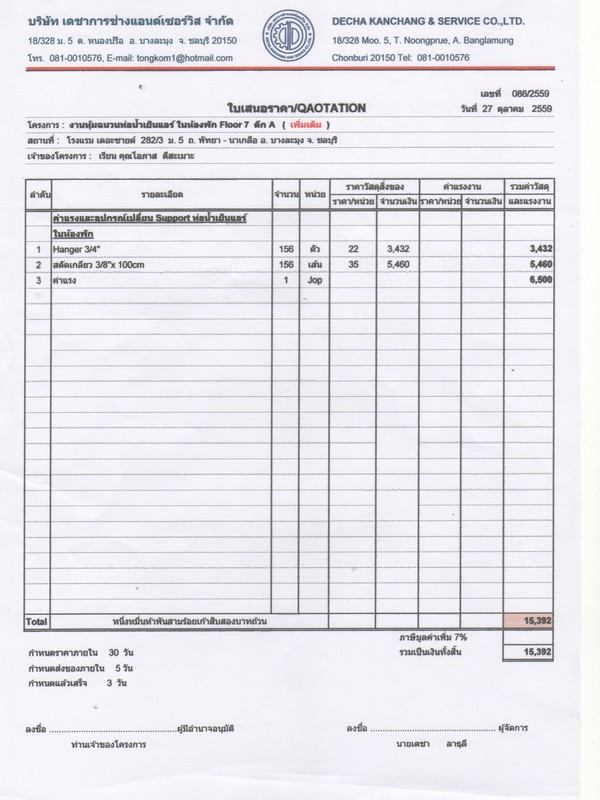 บริษัท เดชาการช่างแอนด์เซอร์วิส จำกัด
18/328 ม. 5 ต. หนองปรือ อ. บางละมุง จ. ชลบุรี 20150
โทร. 081-0010576, E-mail: tongkom1@hotmail.com
DECHA KANCHANG & SERVICE CO.,LTD.
18/328 Moo. 5, T. Noongprue, A. Banglamung
Chonburi 20150 Tel: 081-0010576
เลขที่ 086/2559
ใบเสนอราคา/QAOTATION
วันที่ 27 ตุลาคม 2559
โครงการ : งานหุ้มฉนวนท่อน้ำเย็นแอร์ ในห้องพัก Floor 7 ตึก A ( เพิ่มเติม )
สถานที่ : โรงแรม เดอะซายด์ 282/3 ม. 5 ถ. พัทยา - นาเกลือ อ. บางละมุง จ. ชลบุรี
เจ้าของโครงการ : เรียน คุณโอภาส ดีสะเมาะ
ลำดับ รายละเอียด จำนวน หน่วย ราคาวัสดุสิ่งของ ค่าแรงงาน รวมค่าวัสดุ
ราคา/หน่วย จำนวนเงิน ราคา/หน่วย จำนวนเงิน และแรงงาน
ค่าแรงและอุปกรณ์เปลี่ยน Support ท่อน้ำเย็นแอร์
ในห้องพัก
1 Hanger 3/4" 156 ตัว 22 3,432 3,432
2 สตัดเกลียว 3/8"x 100cm 156 เส้น 35 5,460 5,460
3 ค่าแรง 1 Jop 6,500
Total หนึ่งหมื่นห้าพันสามร้อยเก้าสิบสองบาทถ้วน 15,392
ภาษีมูลค่าเพิ่ม 7%
กำหนดราคาภายใน 30 วัน
รวมเป็นเงินทั้งสิ้น 15,392
กำหนดส่งของภายใน 5 วัน
กำหนดแล้วเสร็จ 3 วัน
ลงชื่อ ............................................ผู้มีอำนาจอนุมัติ
ลงชื่อ ............................................ ผู้จัดการ
ท่านเจ้าของโครงการ
นายเดชา ลาธุลี